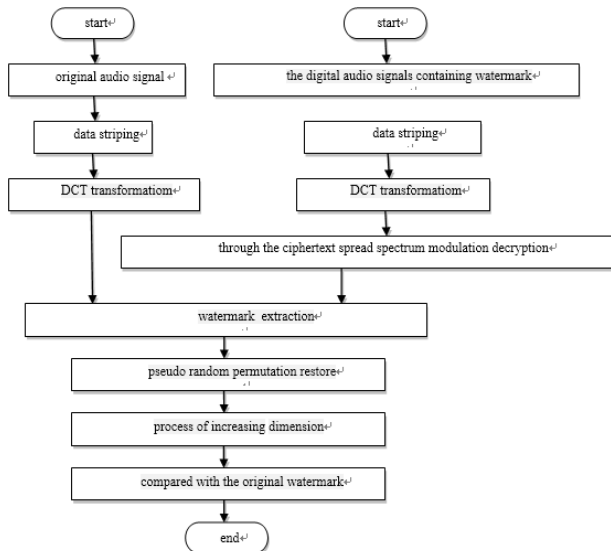 start↵
start↵
original audio signal↵
the digital audio signals containing watermark↵
data striping↵
data striping↵
DCT transformatiom↵
DCT transformatiom↵
through the ciphertext spread spectrum modulation decryption↵
watermark extraction↵
pseudo random permutation restore↵
process of increasing dimension↵
compared with the original watermark↵
end↵